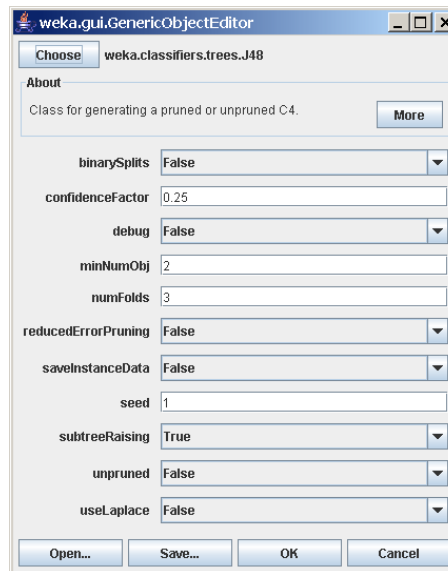 weka.gui.GenericObjectEditor
Choose weka.classifiers.trees.J48
About
Class for generating a pruned or unpruned C4.
More
binarySplits False
confidenceFactor 0.25
debug False
minNumObj 2
numFolds 3
reducedErrorPruning False
saveInstanceData False
seed 1
subtreeRaising True
unpruned False
useLaplace False
Open... Save... OK Cancel